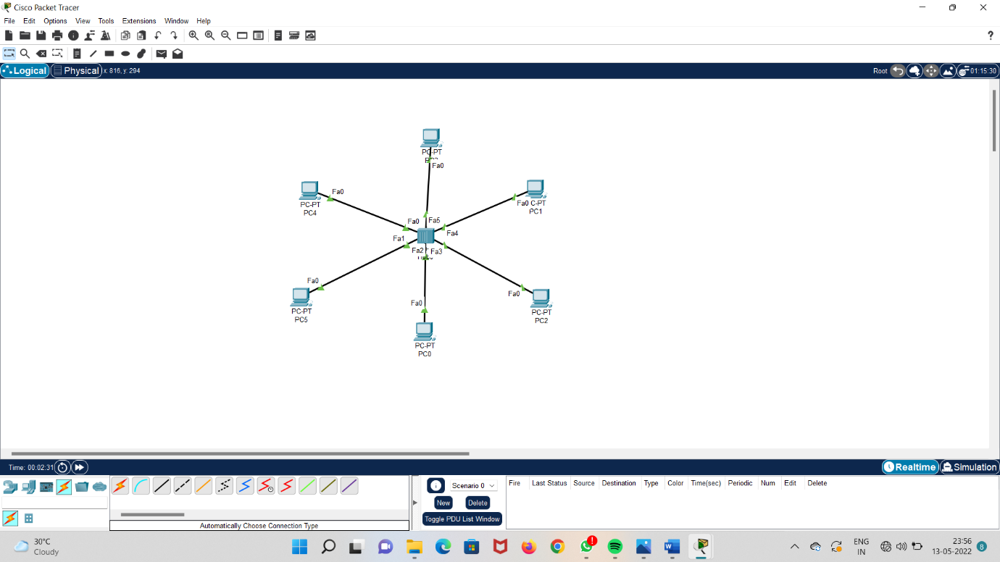 Cisco Packet Tracer
File Edit Options View Tools Extensions Window Help
?
Logical Physical x: 816, y: 294 Root 01:15:30
PC-PT
Fa0
Fa0
PC-PT
PC4
Fa0 C-PT
PC1
Fa0 Fa5
Fa1 Fa4
Fa2 Fa3
Fa0
PC-PT
PC5
Fa0
PC-PT
PC2
Fa0
PC-PT
PC0
Time: 00:02:31 Realtime Simulation
Scenario 0
New Delete
Toggle PDU List Window
Fire Last Status Source Destination Type Color Time(sec) Periodic Num Edit Delete
Automatically Choose Connection Type
30°C
Cloudy
ENG
IN
23:56
13-05-2022
8